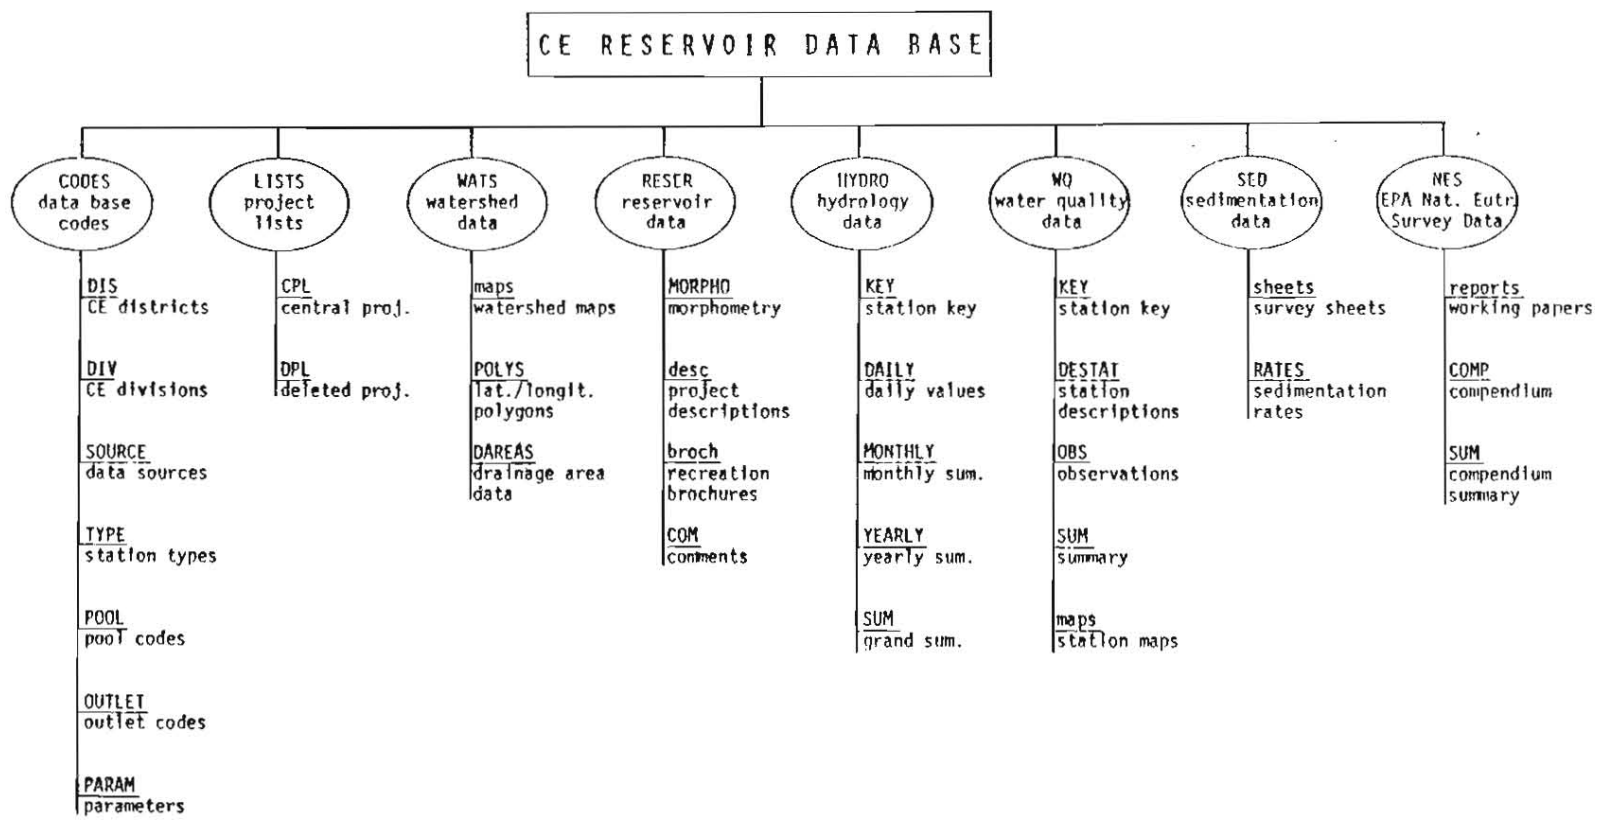 CE RESERVOIR DATA BASE
CODES
data base
codes
DIS
CE districts
DIV
CE divisions
SOURCE
data sources
TYPE
station types
POOL
pool codes
OUTLET
outlet codes
PARAM
parameters
LISTS
project
lists
CPL
central proj.
DPL
deleted proj.
WATS
watershed
data
maps
watershed maps
POLYS
lat./longit.
polygons
DAREAS
drainage area
data
RESER
reservoir
data
MORPHO
morphometry
desc
project
descriptions
broch
recreation
brochures
COM
comments
HYDRO
hydrology
data
KEY
station key
DAILY
daily values
MONTHLY
monthly sum.
YEARLY
yearly sum.
SUM
grand sum.
WQ
water quality
data
KEY
station key
DESTAT
station
descriptions
OBS
observations
SUM
summary
maps
station maps
SED
sedimentation
data
sheets
survey sheets
RATES
sedimentation
rates
NES
EPA Nat. Eutr.
Survey Data
reports
working papers
COMP
compendium
SUM
compendium
summary